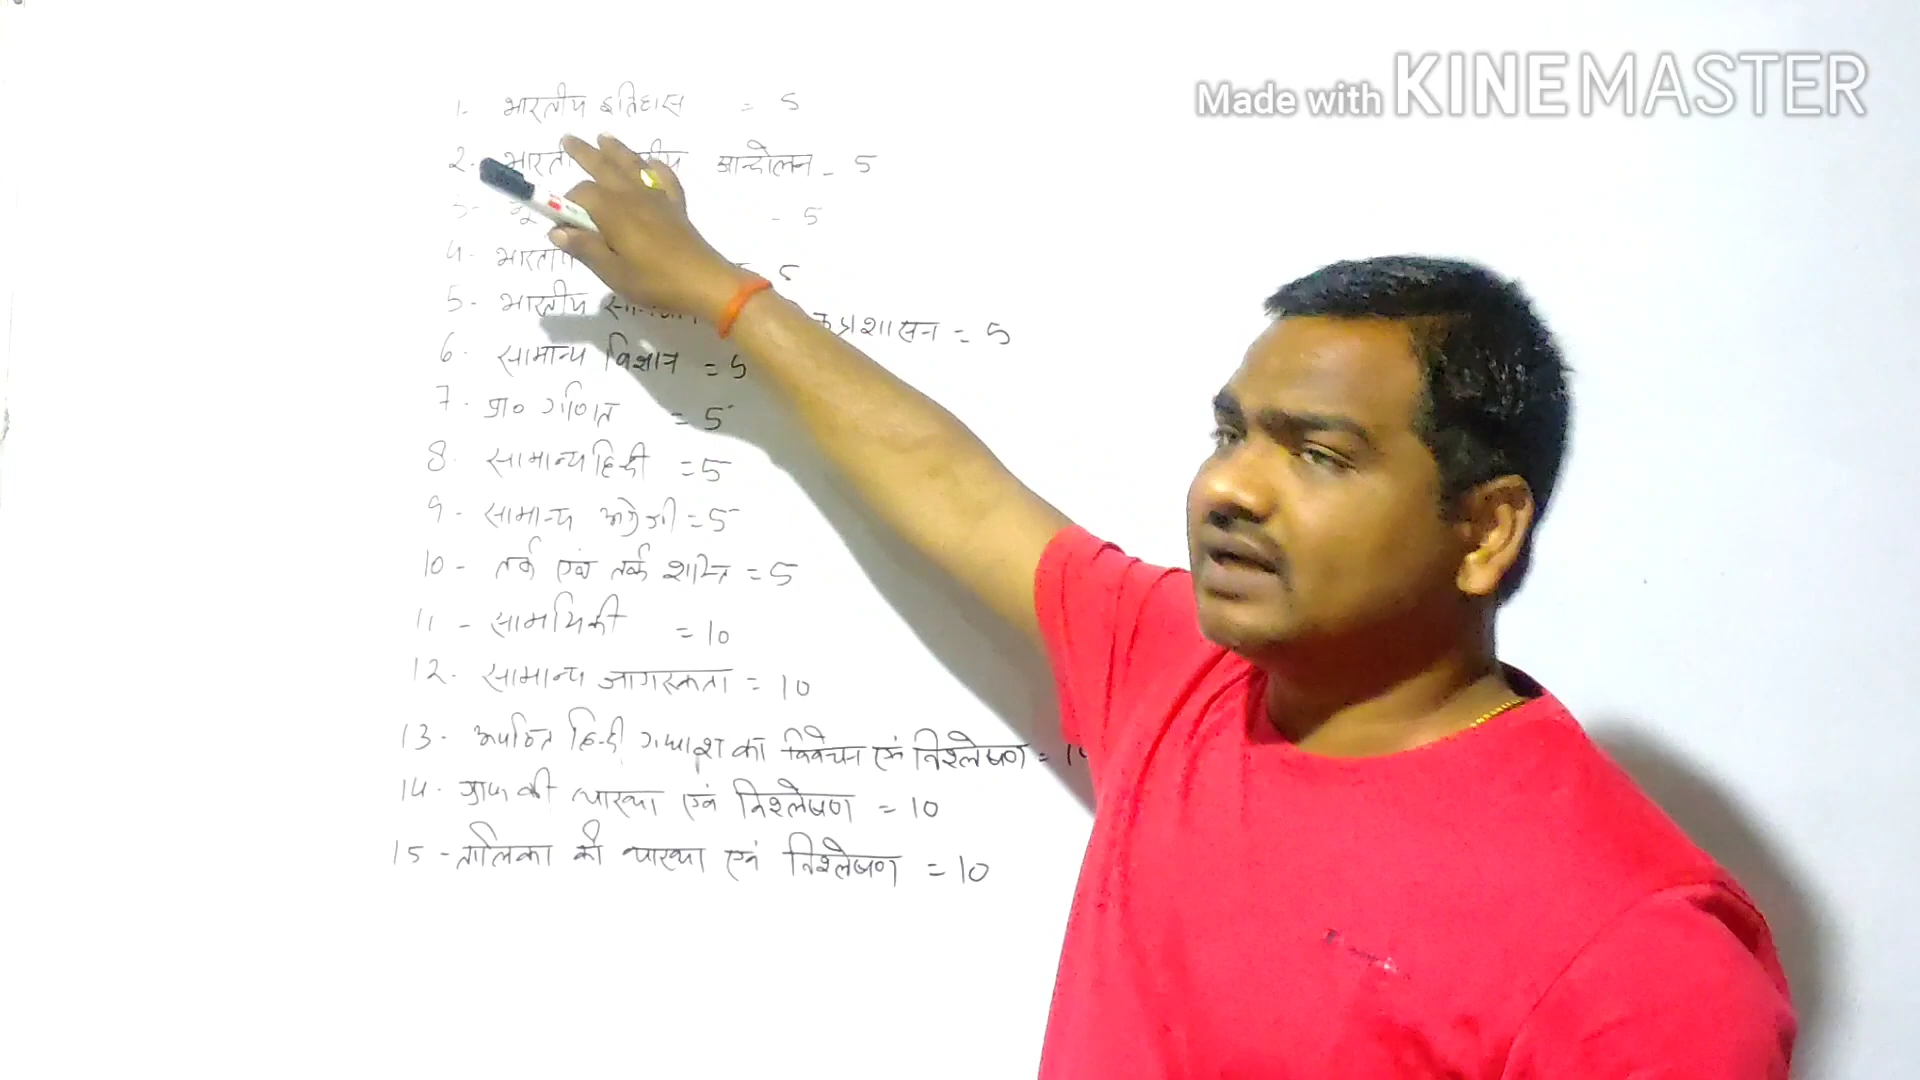 Made with KINEMASTER
1- भारतीय इतिहास = 5
2- आन्दोलन - 5
- 5
4- भारतीय 5
5- भारतीय प्रशासन = 5
6- सामान्य = 5
7- प्रा० गणित = 5
8- सामान्य हिन्दी = 5
9- सामान्य अंग्रेजी = 5
10- तर्क एवं तर्क शक्ति = 5
11- सामयिकी = 10
12- सामान्य जागरूकता = 10
13- हिन्दी गद्यांश का विवेचन एवं विश्लेषण =
14- ग्राफ की व्याख्या एवं विश्लेषण = 10
15- तालिका की व्याख्या एवं विश्लेषण = 10